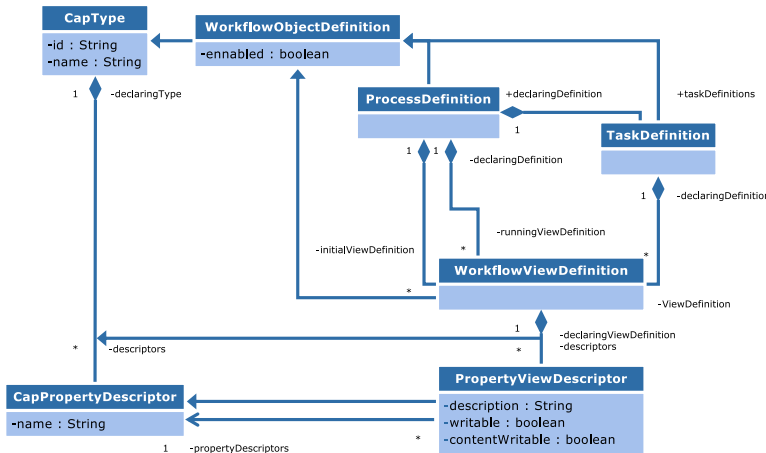 CapType
-id : String
-name : String
WorkflowObjectDefinition
-ennabled : boolean
1
-declaringType
ProcessDefinition
+declaringDefinition
1
+taskDefinitions
TaskDefinition
1
1
-declaringDefinition
1
-declaringDefinition
-initialViewDefinition
-runningViewDefinition
*
*
WorkflowViewDefinition
*
-ViewDefinition
1
-declaringViewDefinition
*
-descriptors
*
-descriptors
CapPropertyDescriptor
-name : String
PropertyViewDescriptor
-description : String
-writable : boolean
-contentWritable : boolean
1
-propertyDescriptors
*